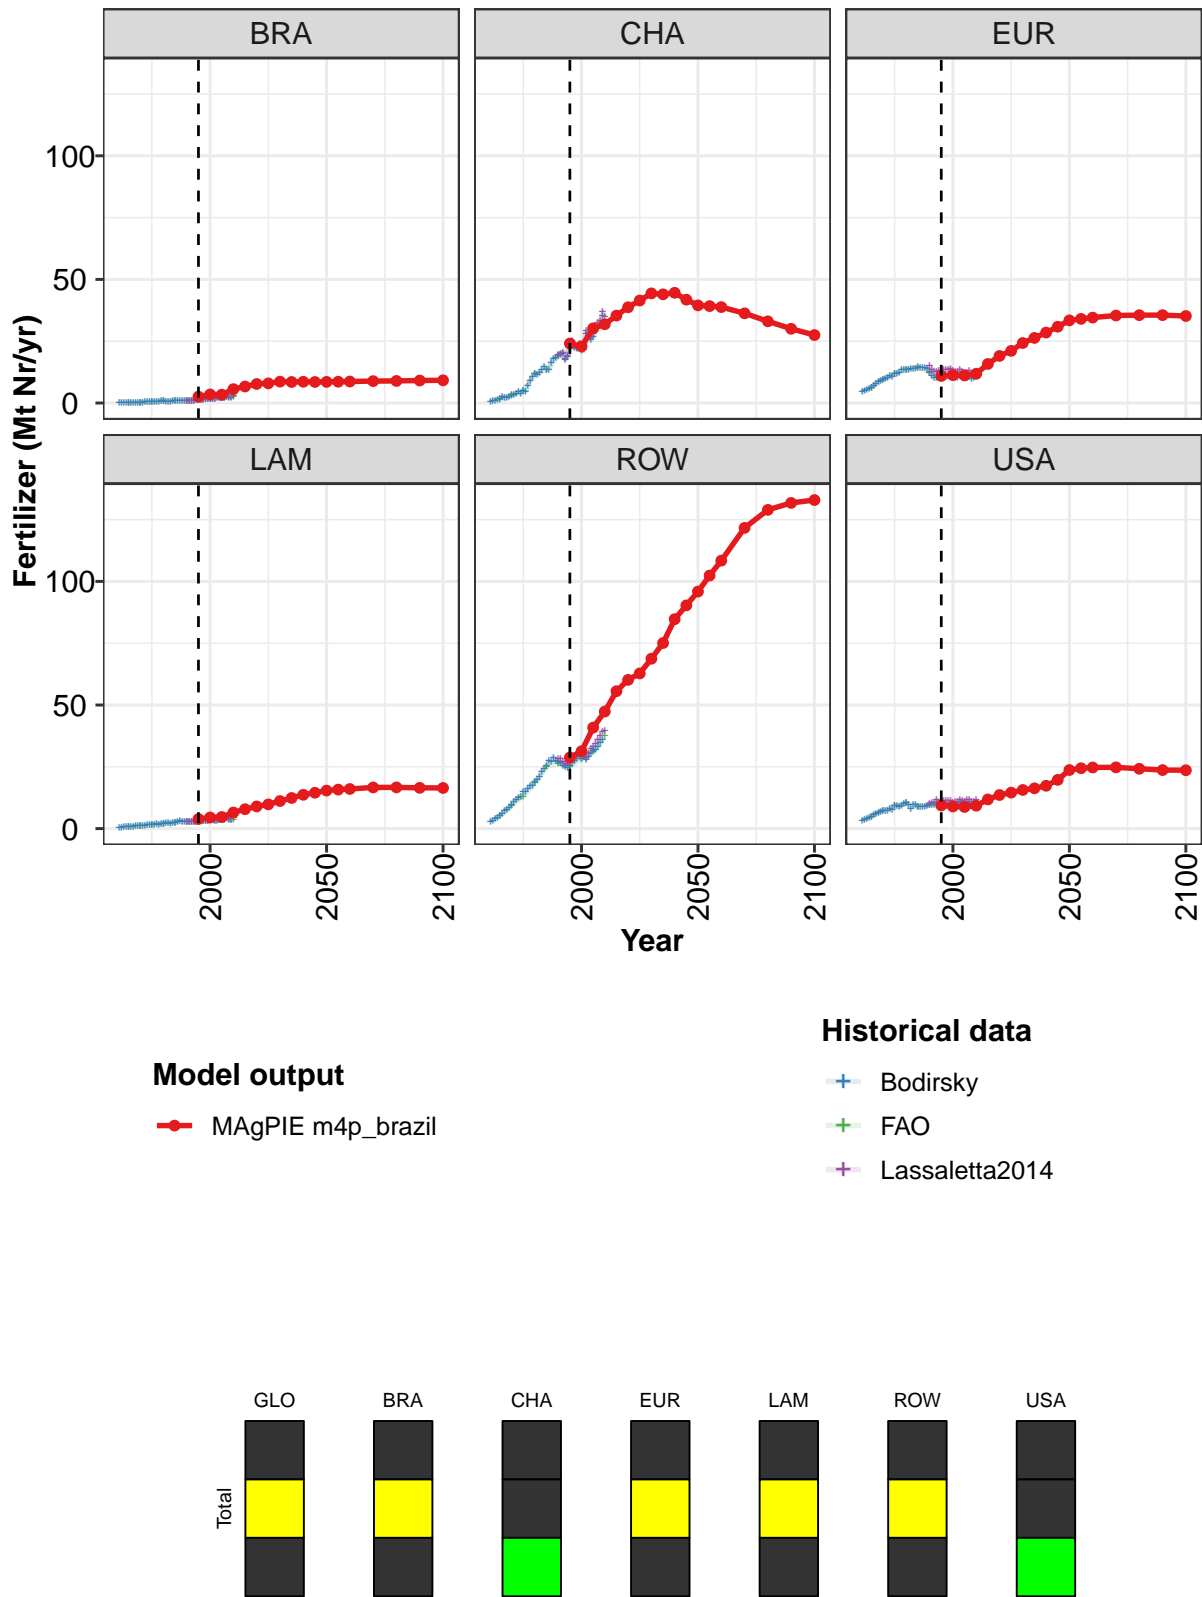 BRA
CHA
EUR
100
50
0
LAM
ROW
USA
100
50
0
Fertilizer (Mt Nr/yr)
2000
2050
2100
2000
2050
2100
2000
2050
2100
Year
Model output
MAgPIE m4p_brazil
Historical data
Bodirsky
FAO
Lassaletta2014
GLO
BRA
CHA
EUR
LAM
ROW
USA
Total